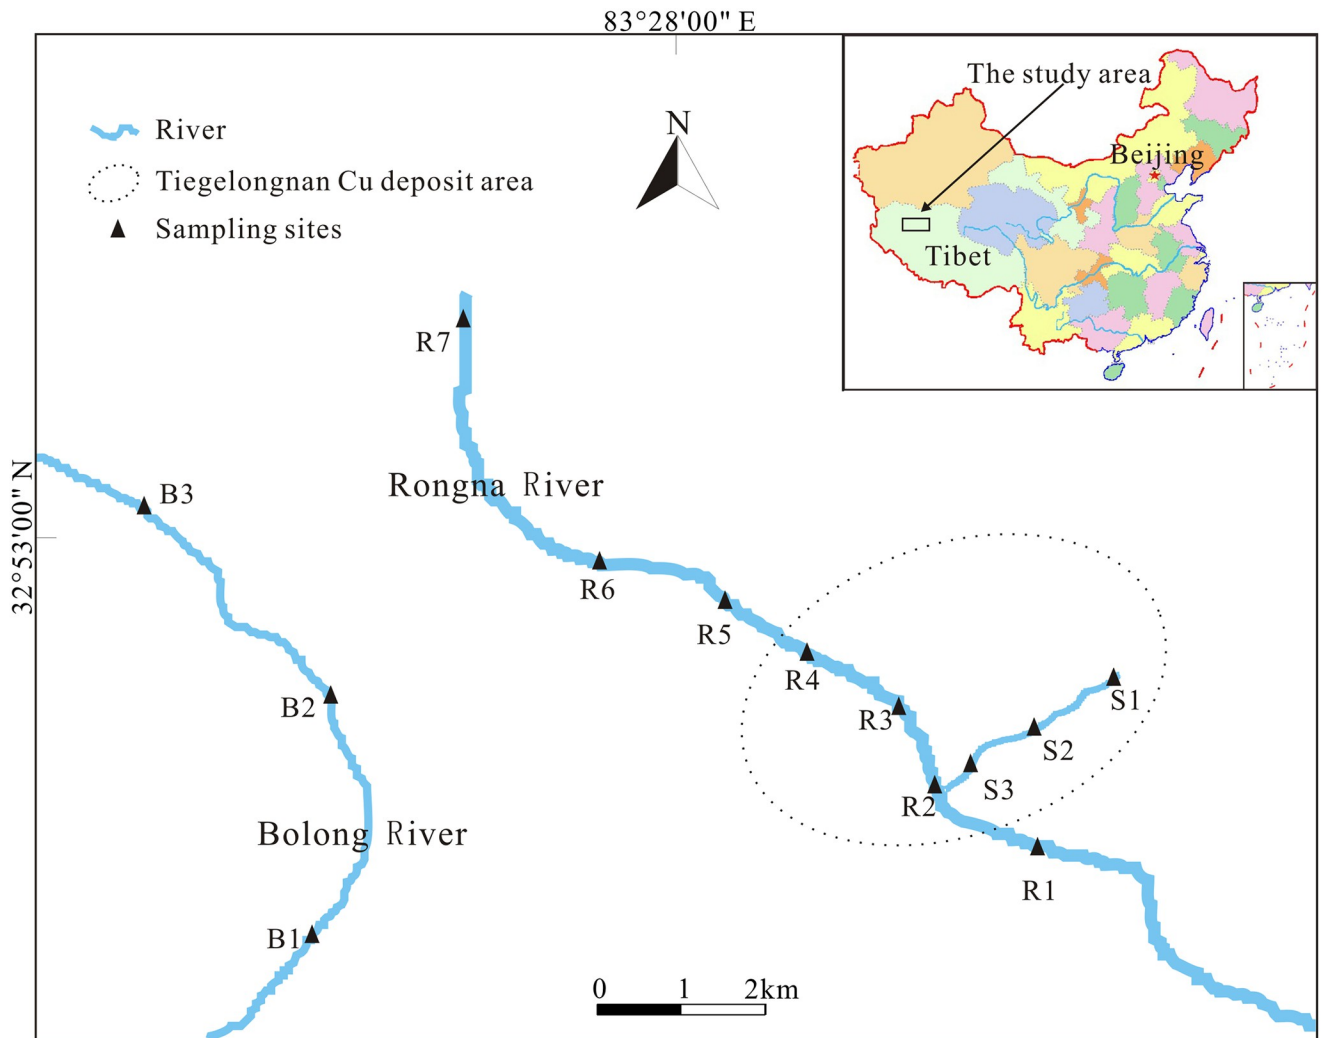 83°28'00" E
The study area
River
N
Beijing
Tiegelongnan Cu deposit area
Sampling sites
Tibet
R7
32°53'00" N
B3
Rongna River
R6
R5
R4
S1
B2
R3
S2
S3
R2
Bolong River
R1
B1
0 1 2km